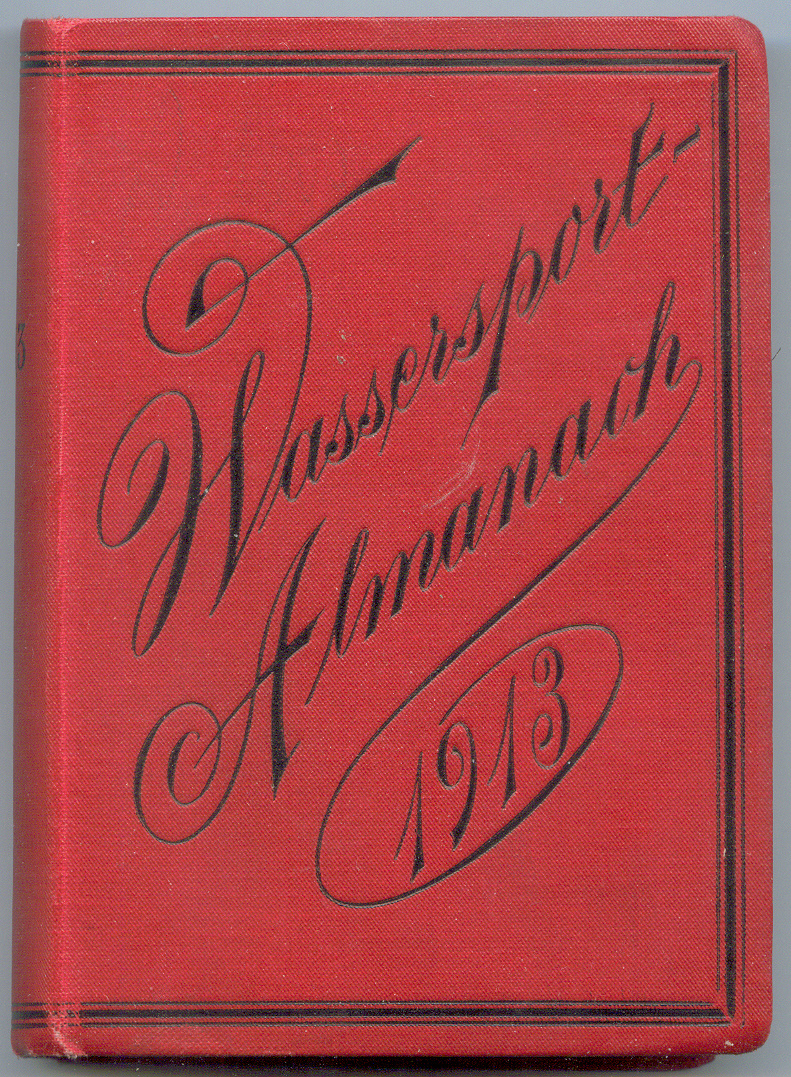 Wassersport-
Almanach
1913